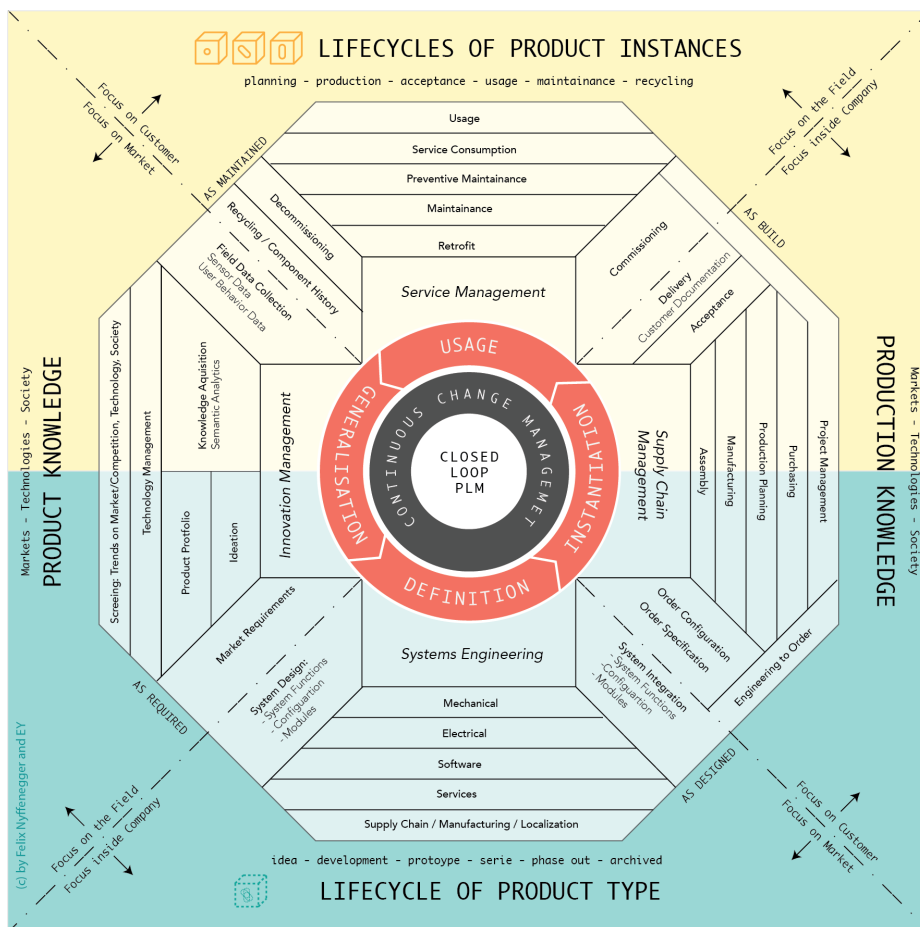 LIFECYCLES OF PRODUCT INSTANCES
planning - production - acceptance - usage - maintainance - recycling
Focus on Customer
Focus on Market
Focus on the Field
Focus inside Company
AS MAINTAINED
AS BUILD
Usage
Service Consumption
Preventive Maintainance
Maintainance
Retrofit
Service Management
Decommissioning
Recycling / Component History
Field Data Collection
Sensor Data
User Behavior Data
Commissioning
Delivery
Customer Documentation
Acceptance
Markets - Technologies - Society
PRODUCT KNOWLEDGE
Screeing: Trends on Market/Competition, Technology, Society
Technology Management
Knowledge Aquisition
Semantic Analytics
Product Protfolio
Ideation
Innovation Management
USAGE
GENERALISATION
INSTANTIATION
DEFINITION
CONTINUOUS CHANGE MANAGEMET
CLOSED
LOOP
PLM
Supply Chain
Management
Assembly
Manufacturing
Production Planning
Purchasing
Project Management
PRODUCTION KNOWLEDGE
Markets - Technologies - Society
Market Requirements
System Design:
- System Functions
- Configuartion
- Modules
Systems Engineering
Order Configuration
Order Specification
System Integration
- System Functions
-Configuartion
- Modules
Engineering to Order
Mechanical
Electrical
Software
Services
Supply Chain / Manufacturing / Localization
AS REQUIRED
AS DESIGNED
Focus on the Field
Focus inside Company
Focus on Customer
Focus on Market
idea - development - protoype - serie - phase out - archived
LIFECYCLE OF PRODUCT TYPE
(c) by Felix Nyffenegger and EY